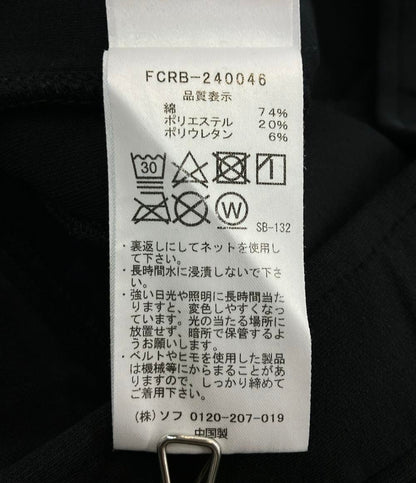 FCRB-240046
品質表示
綿 74%
ポリエステル 20%
ポリウレタン 6%
30
W
SB-132
・裏返しにしてネットを使用し
て下さい。
・長時間水に浸漬しないで下さ
い。
・強い日光や照明に長時間当た
りますと、変色しやすくなっ
ています。光の当たる場所に
放置せず、暗所で保管するよ
うお願いします。
・ベルトやヒモを使用した製品
は機械等にからまることがあ
りますので、しっかり締めて
ご着用下さい。
(株)ソフ 0120-207-019
中国製